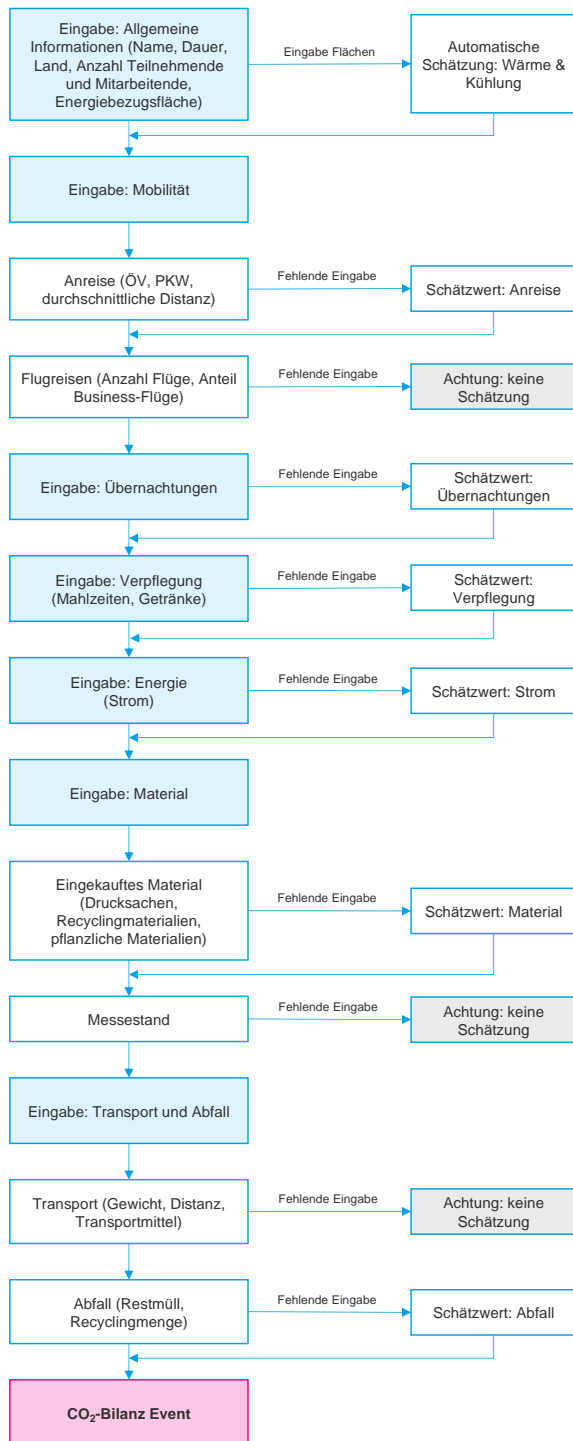 Eingabe: Allgemeine
Informationen (Name, Dauer,
Land, Anzahl Teilnehmende
und Mitarbeitende,
Energiebezugsfläche)
Eingabe Flächen
Automatische
Schätzung: Wärme &
Kühlung
Eingabe: Mobilität
Anreise (ÖV, PKW,
durchschnittliche Distanz)
Fehlende Eingabe
Schätzwert: Anreise
Flugreisen (Anzahl Flüge, Anteil
Business-Flüge)
Fehlende Eingabe
Achtung: keine
Schätzung
Eingabe: Übernachtungen
Fehlende Eingabe
Schätzwert:
Übernachtungen
Eingabe: Verpflegung
(Mahlzeiten, Getränke)
Fehlende Eingabe
Schätzwert:
Verpflegung
Eingabe: Energie
(Strom)
Fehlende Eingabe
Schätzwert: Strom
Eingabe: Material
Eingekauftes Material
(Drucksachen,
Recyclingmaterialien,
pflanzliche Materialien)
Fehlende Eingabe
Schätzwert: Material
Messestand
Fehlende Eingabe
Achtung: keine
Schätzung
Eingabe: Transport und Abfall
Transport (Gewicht, Distanz,
Transportmittel)
Fehlende Eingabe
Achtung: keine
Schätzung
Abfall (Restmüll,
Recyclingmenge)
Fehlende Eingabe
Schätzwert: Abfall
CO₂-Bilanz Event